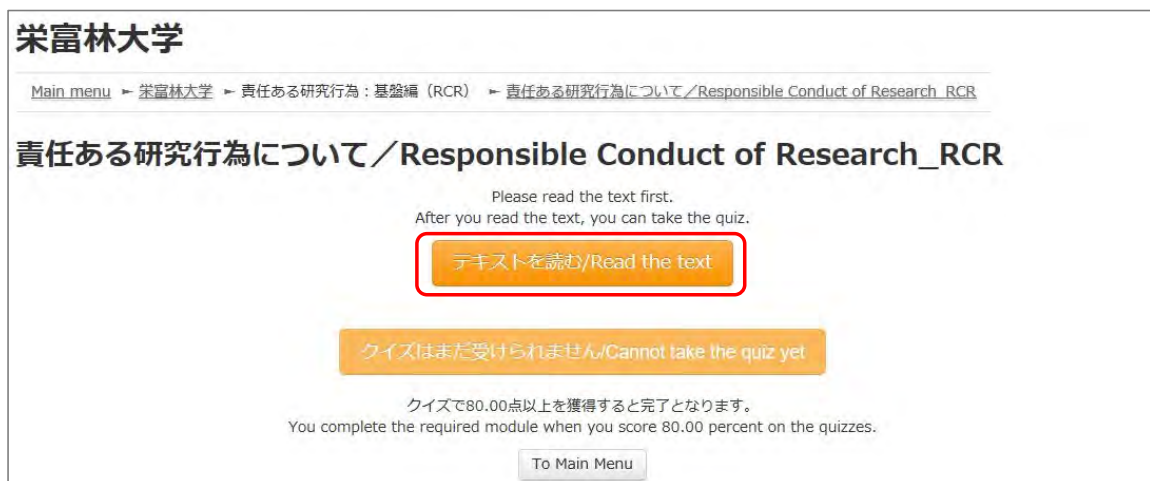 栄富林大学
Main menu ► 栄富林大学 ► 責任ある研究行為：基盤編（RCR） ► 責任ある研究行為について／Responsible Conduct of Research_RCR
責任ある研究行為について／Responsible Conduct of Research_RCR
Please read the text first.
After you read the text, you can take the quiz.
テキストを読む/Read the text
クイズはまだ受けられません/Cannot take the quiz yet
クイズで80.00点以上を獲得すると完了となります。
You complete the required module when you score 80.00 percent on the quizzes.
To Main Menu